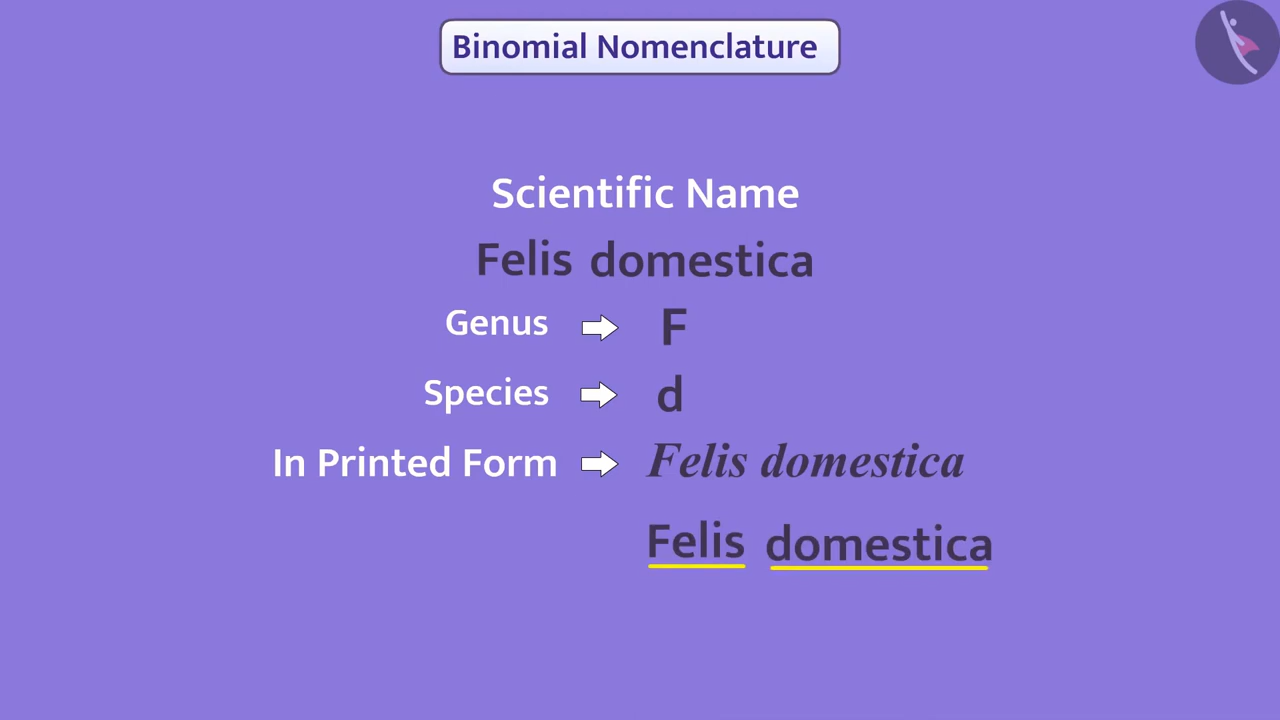 Binomial Nomenclature
Scientific Name
Felis domestica
Genus F
Species d
In Printed Form Felis domestica
Felis domestica